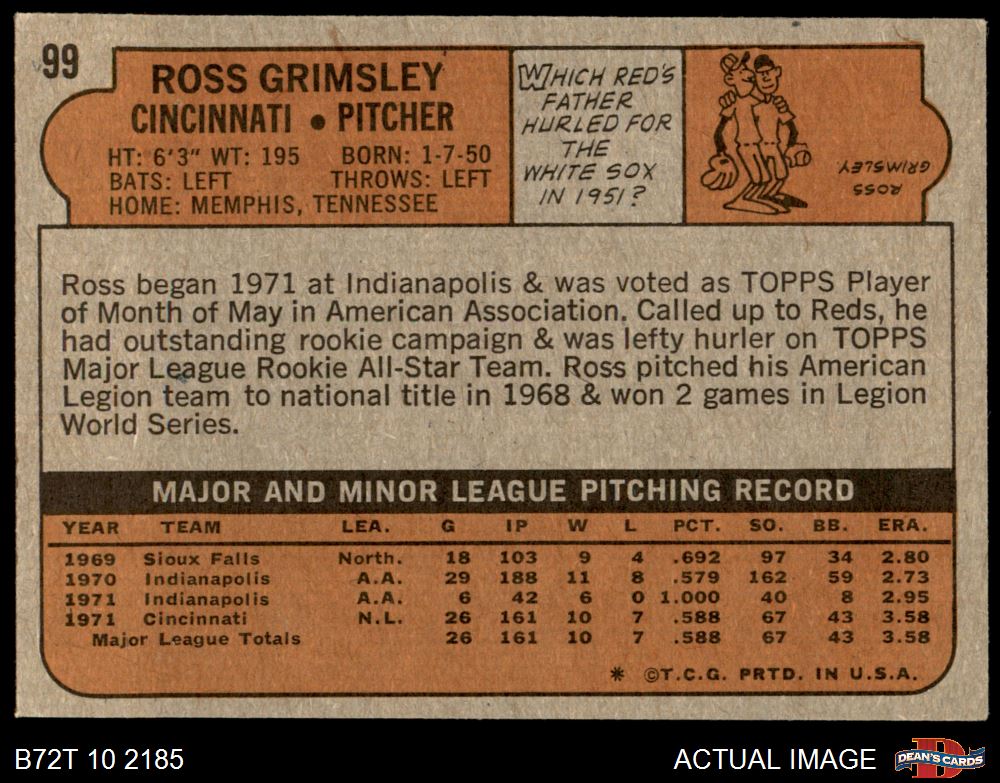 99
ROSS GRIMSLEY
CINCINNATI • PITCHER
HT: 6'3" WT: 195 BORN: 1-7-50
BATS: LEFT THROWS: LEFT
HOME: MEMPHIS, TENNESSEE
WHICH RED'S
FATHER
HURLED FOR
THE
WHITE SOX
IN 1951?
ROSS
GRIMSLEY
Ross began 1971 at Indianapolis & was voted as TOPPS Player
of Month of May in American Association. Called up to Reds, he
had outstanding rookie campaign & was lefty hurler on TOPPS
Major League Rookie All-Star Team. Ross pitched his American
Legion team to national title in 1968 & won 2 games in Legion
World Series.
MAJOR AND MINOR LEAGUE PITCHING RECORD
YEAR TEAM LEA. G IP W L PCT. SO. BB. ERA.
1969 Sioux Falls North. 18 103 9 4 .692 97 34 2.80
1970 Indianapolis A.A. 29 188 11 8 .579 162 59 2.73
1971 Indianapolis A.A. 6 42 6 0 1.000 40 8 2.95
1971 Cincinnati N.L. 26 161 10 7 .588 67 43 3.58
Major League Totals 26 161 10 7 .588 67 43 3.58
* ©T.C.G. PRTD. IN U.S.A.
B72T 10 2185
ACTUAL IMAGE
D
DEAN'S CARDS